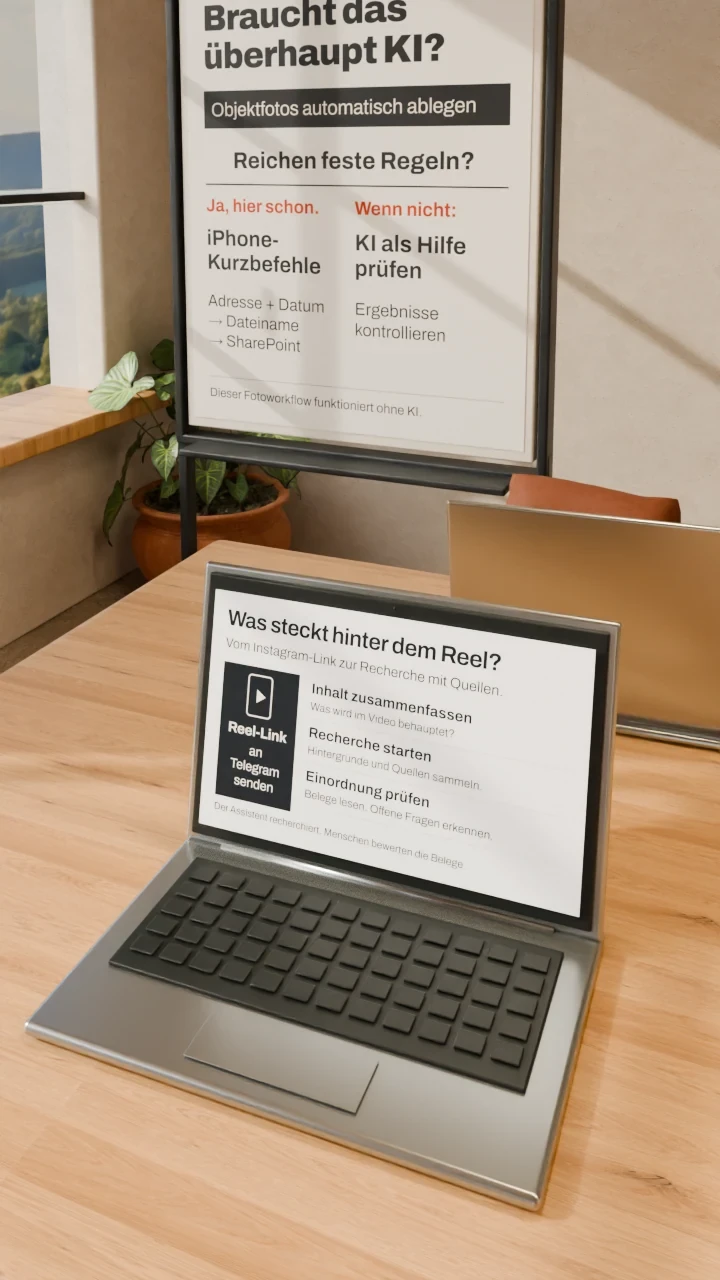 Braucht das
überhaupt KI?
Objektfotos automatisch ablegen
Reichen feste Regeln?
Ja, hier schon.
iPhone-
Kurzbefehle
Adresse + Datum
→ Dateiname
→ SharePoint
Wenn nicht:
KI als Hilfe
prüfen
Ergebnisse
kontrollieren
Dieser Fotoworkflow funktioniert ohne KI.
Was steckt hinter dem Reel?
Vom Instagram-Link zur Recherche mit Quellen.
Reel-Link
an
Telegram
senden
Inhalt zusammenfassen
Was wird im Video behauptet?
Recherche starten
Hintergründe und Quellen sammeln.
Einordnung prüfen
Belege lesen. Offene Fragen erkennen.
Der Assistent recherchiert. Menschen bewerten die Belege